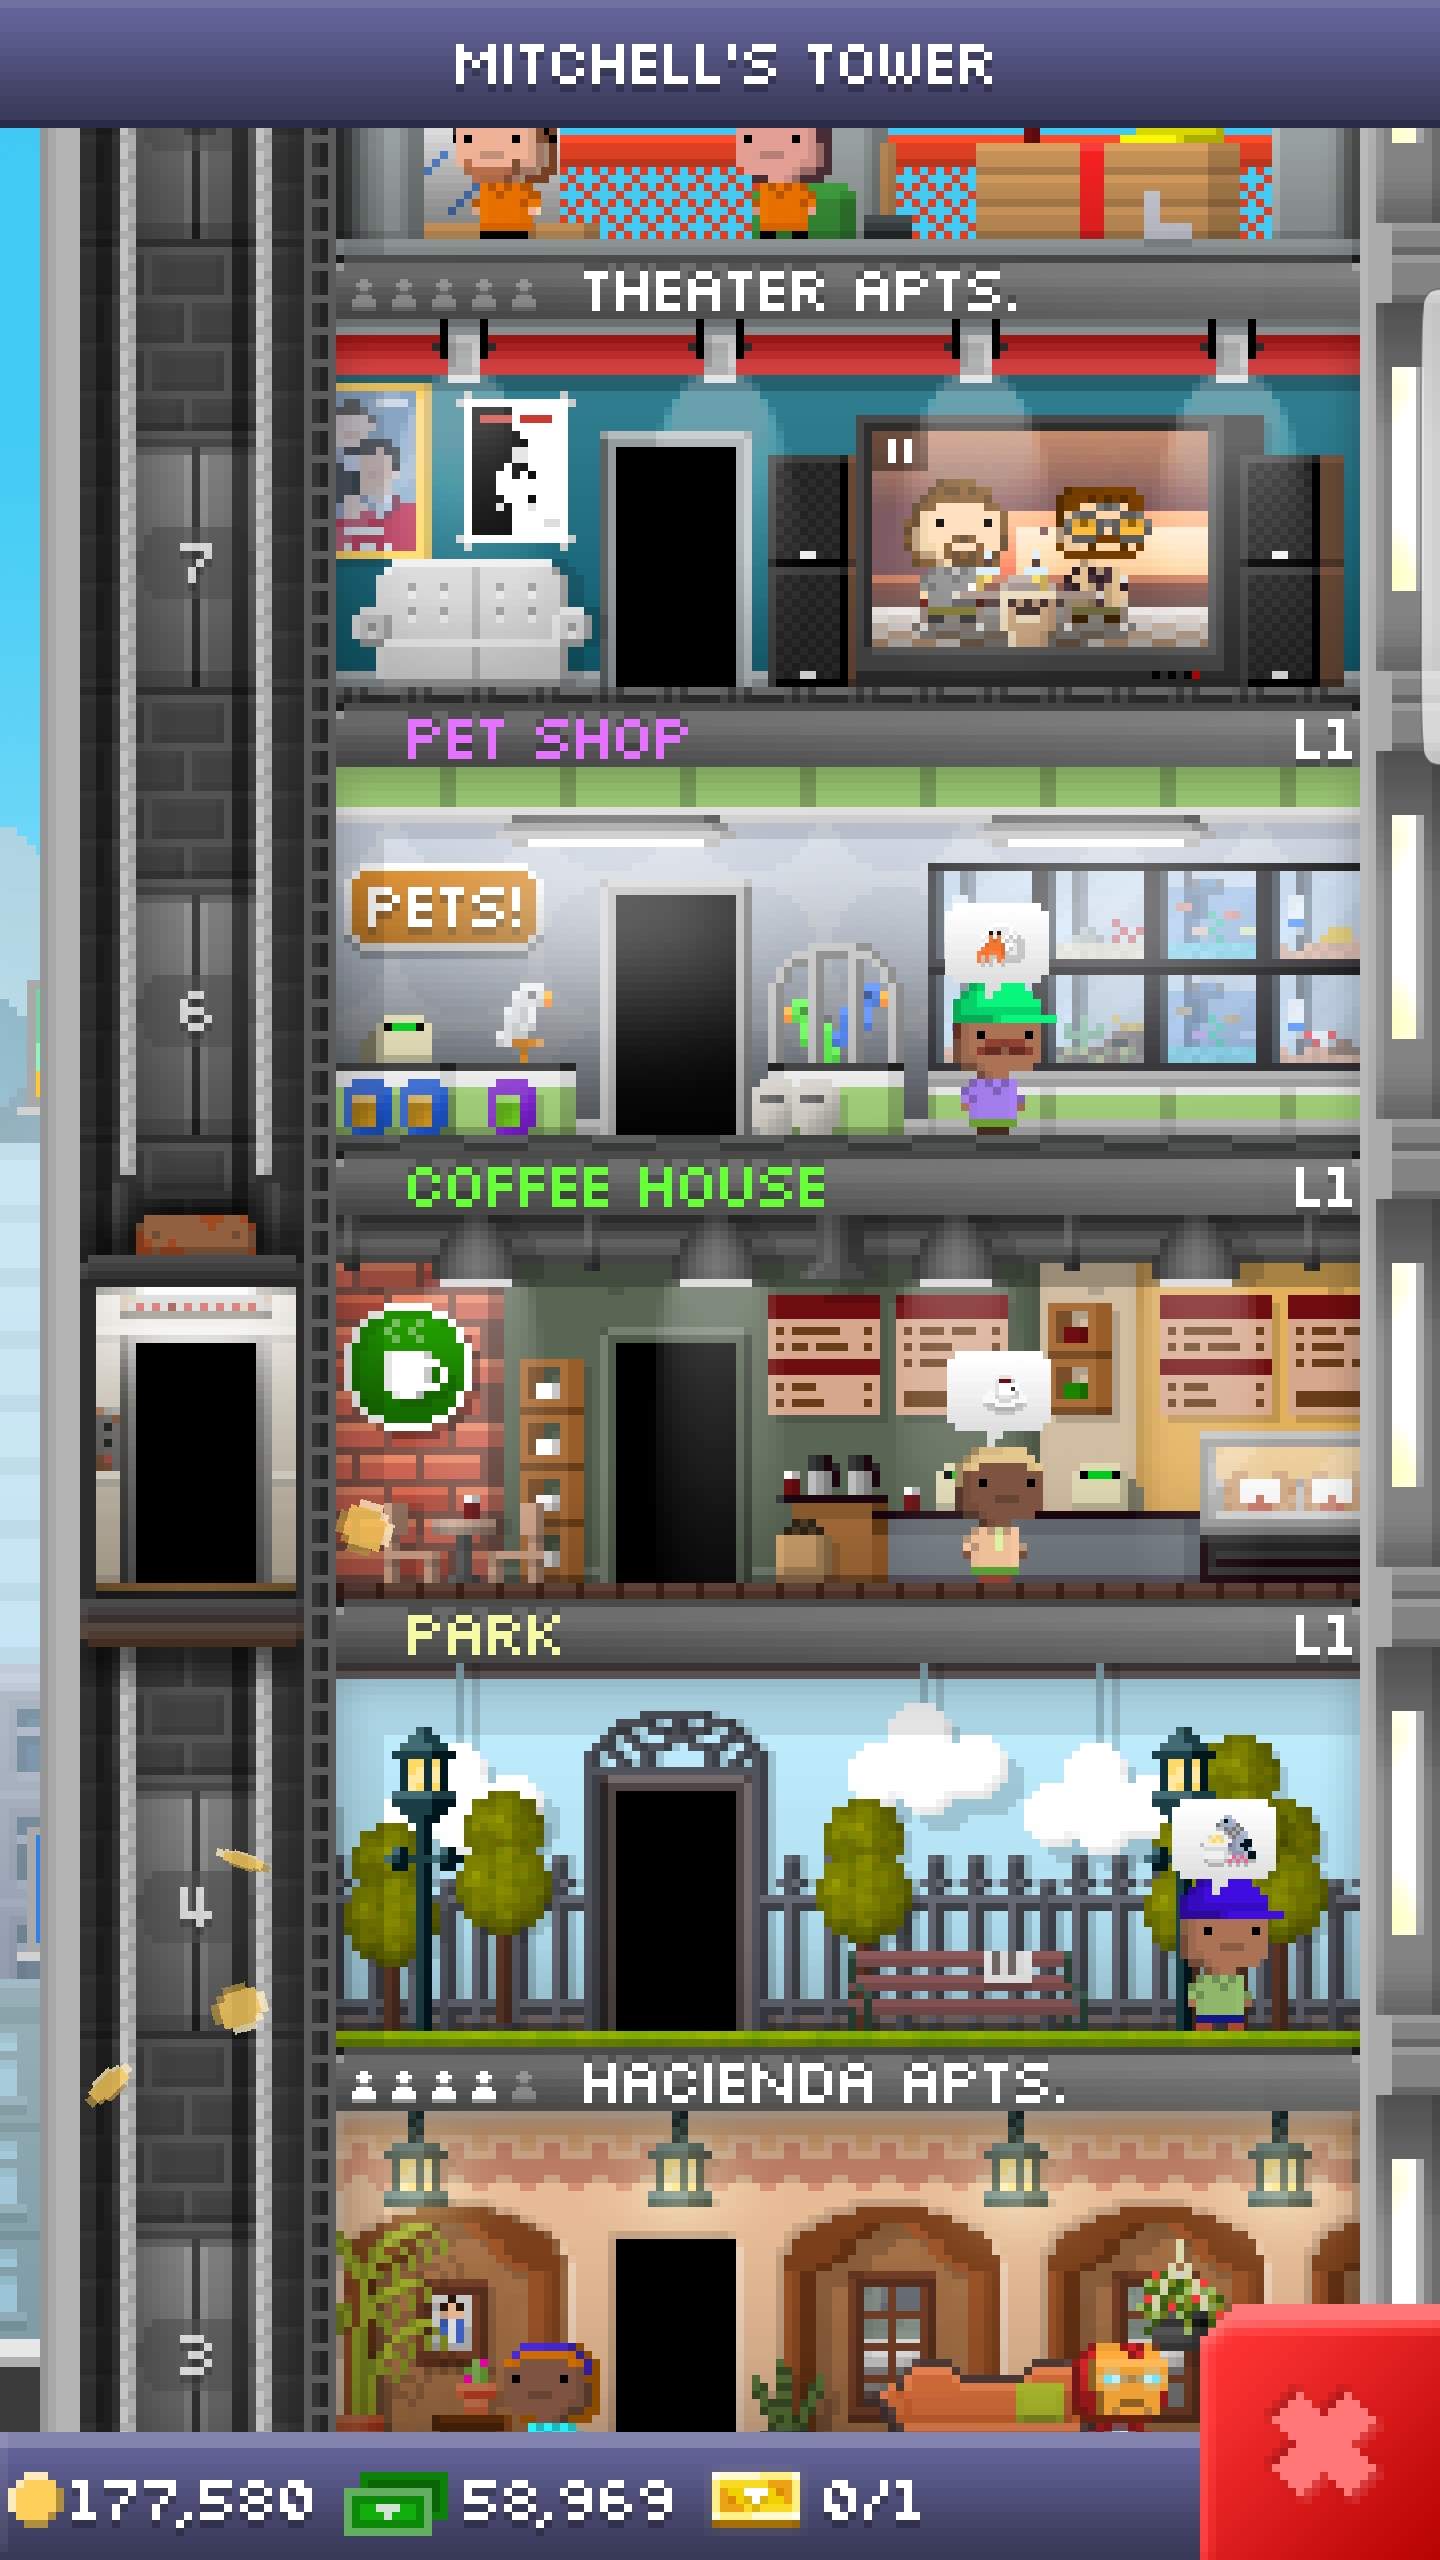 MITCHELL'S TOWER
THEATER APTS.
7
PET SHOP L1
PETS!
6
COFFEE HOUSE L1
PARK L1
4
HACIENDA APTS.
3
177,580 58,969 0/1